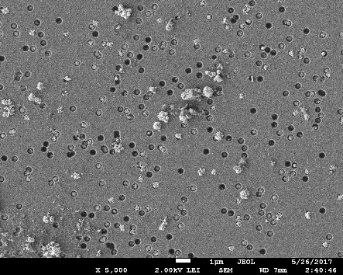 1µm JEOL 5/26/2017
X 5,000 2.00kV LEI SEM WD 7mm 2:40:46